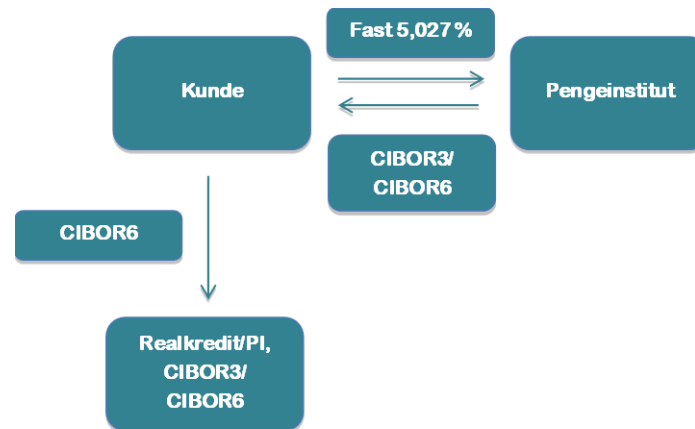 Fast 5,027 %
Kunde
Pengeinstitut
CIBOR3/
CIBOR6
CIBOR6
Realkredit/PI,
CIBOR3/
CIBOR6